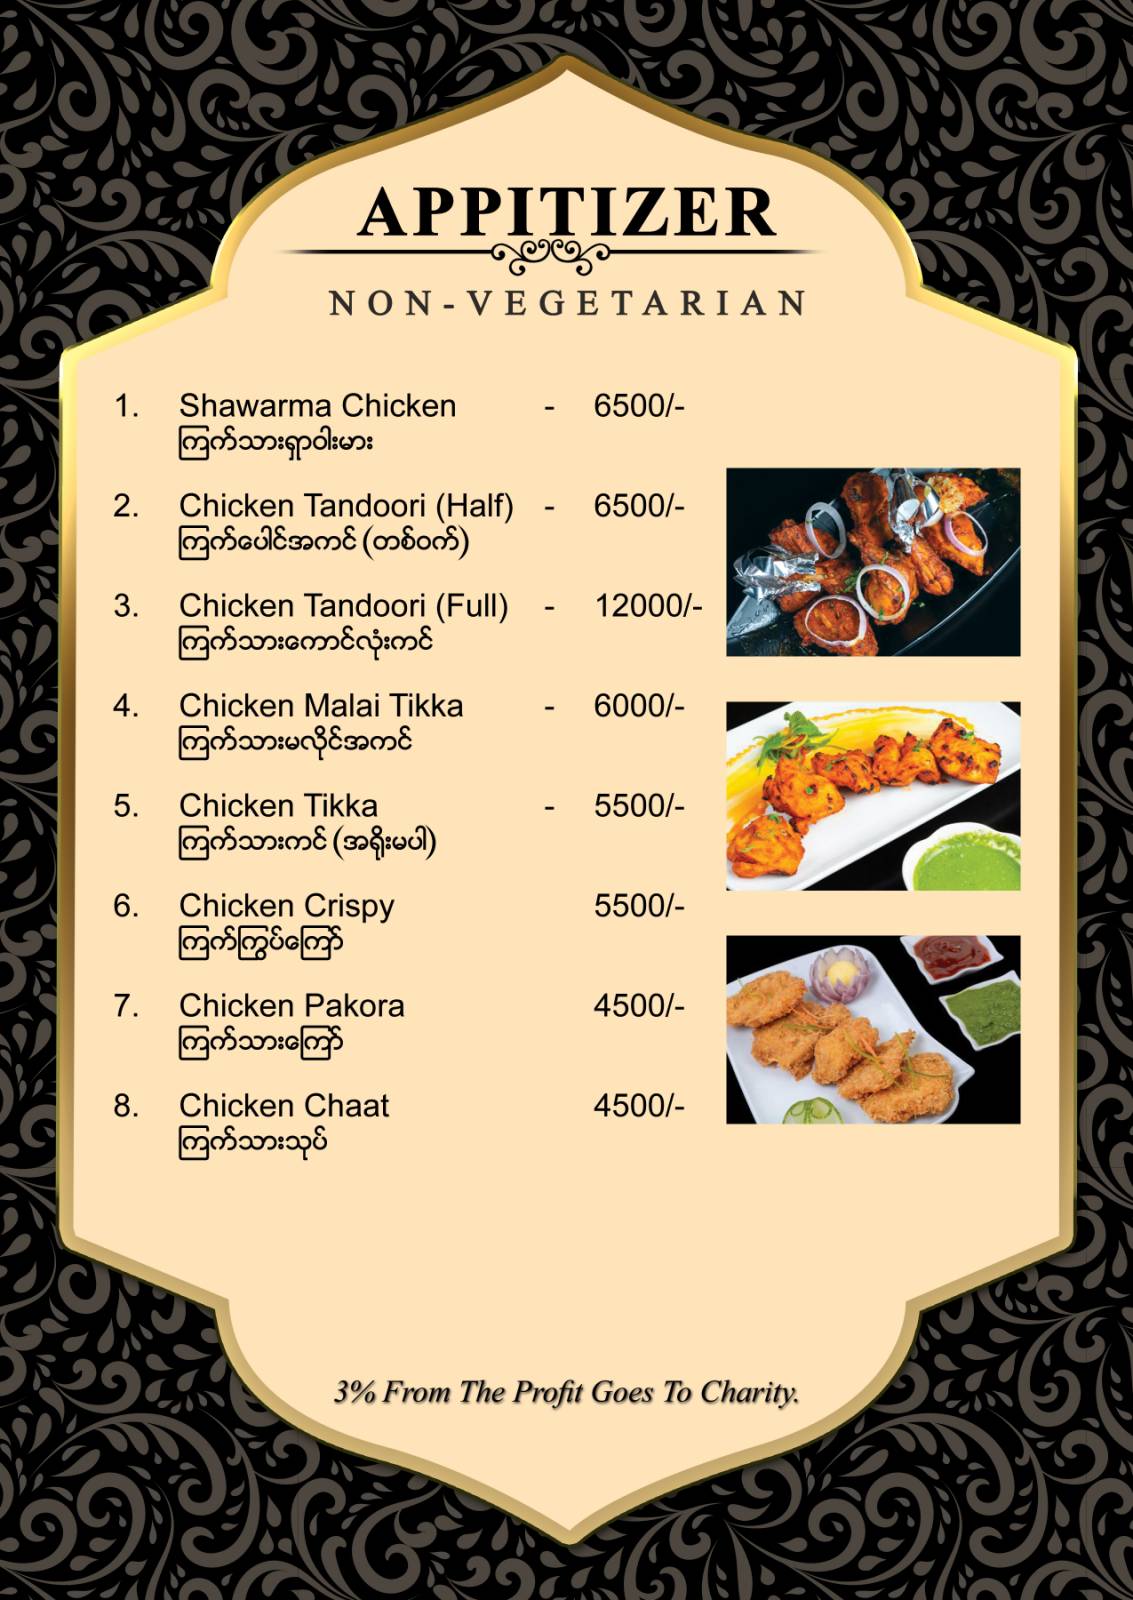 APPITIZER
NON-VEGETARIAN
1. Shawarma Chicken - 6500/-
ကြက်သားရှာဝါးမား
2. Chicken Tandoori (Half) - 6500/-
ကြက်ပေါင်အကင် (တစ်ဝက်)
3. Chicken Tandoori (Full) - 12000/-
ကြက်သားကောင်လုံးကင်
4. Chicken Malai Tikka - 6000/-
ကြက်သားမလိုင်အကင်
5. Chicken Tikka - 5500/-
ကြက်သားကင် (အရိုးမပါ)
6. Chicken Crispy 5500/-
ကြက်ကြွပ်ကြော်
7. Chicken Pakora 4500/-
ကြက်သားကြော်
8. Chicken Chaat 4500/-
ကြက်သားသုပ်
3% From The Profit Goes To Charity.